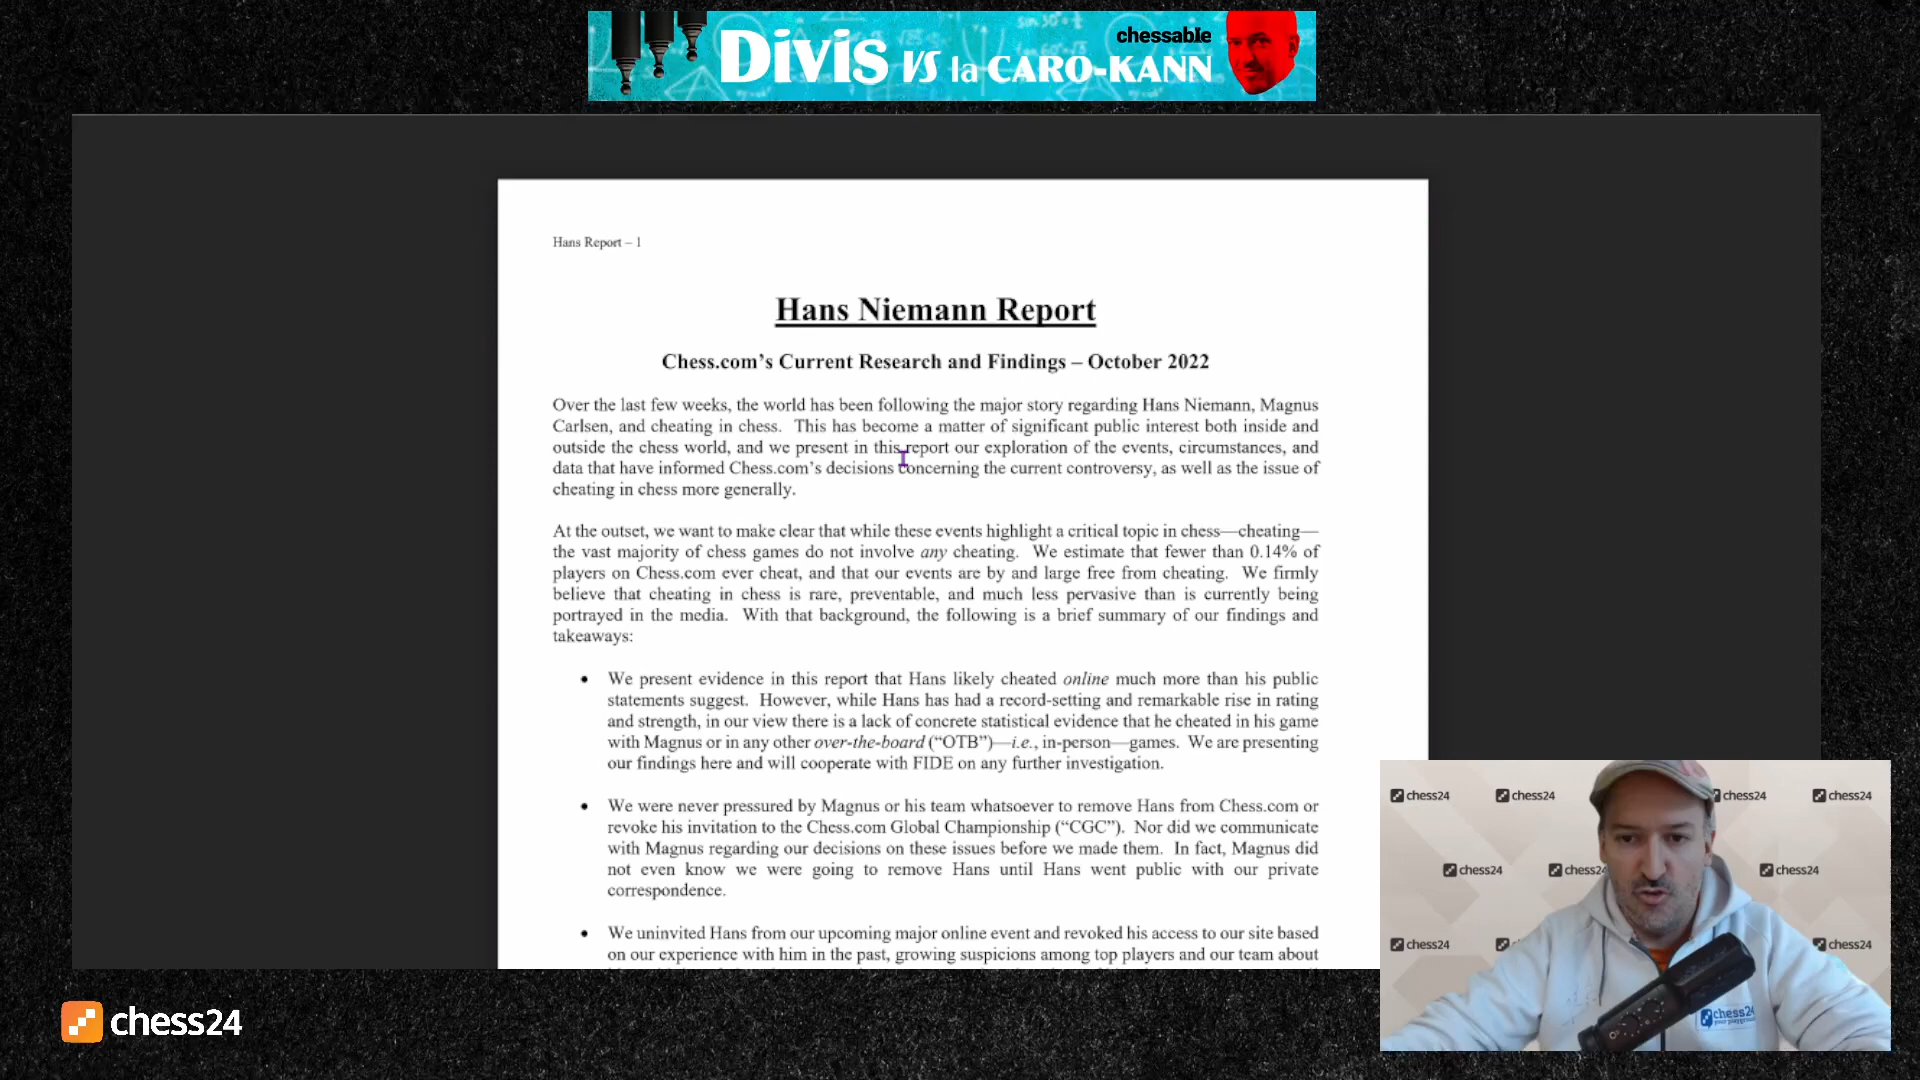 Divis VS la CARO-KANN
chessable
Hans Report – 1
Hans Niemann Report
Chess.com's Current Research and Findings – October 2022
Over the last few weeks, the world has been following the major story regarding Hans Niemann, Magnus
Carlsen, and cheating in chess. This has become a matter of significant public interest both inside and
outside the chess world, and we present in this report our exploration of the events, circumstances, and
data that have informed Chess.com's decisions concerning the current controversy, as well as the issue of
cheating in chess more generally.
At the outset, we want to make clear that while these events highlight a critical topic in chess—cheating—
the vast majority of chess games do not involve any cheating. We estimate that fewer than 0.14% of
players on Chess.com ever cheat, and that our events are by and large free from cheating. We firmly
believe that cheating in chess is rare, preventable, and much less pervasive than is currently being
portrayed in the media. With that background, the following is a brief summary of our findings and
takeaways:
• We present evidence in this report that Hans likely cheated online much more than his public
statements suggest. However, while Hans has had a record-setting and remarkable rise in rating
and strength, in our view there is a lack of concrete statistical evidence that he cheated in his game
with Magnus or in any other over-the-board (“OTB”)—i.e., in-person—games. We are presenting
our findings here and will cooperate with FIDE on any further investigation.
• We were never pressured by Magnus or his team whatsoever to remove Hans from Chess.com or
revoke his invitation to the Chess.com Global Championship (“CGC”). Nor did we communicate
with Magnus regarding our decisions on these issues before we made them. In fact, Magnus did
not even know we were going to remove Hans until Hans went public with our private
correspondence.
• We uninvited Hans from our upcoming major online event and revoked his access to our site based
on our experience with him in the past, growing suspicions among top players and our team about
chess24 chess24 chess24 chess24
chess24 chess24 chess24
chess24 chess24
chess24
chess24